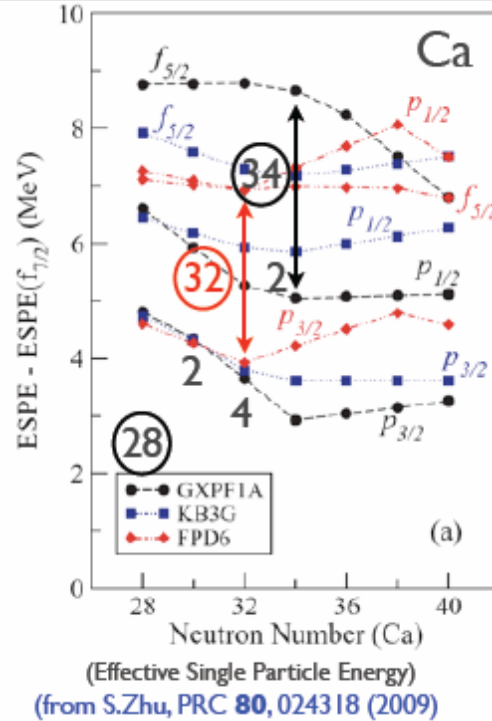 Ca
10
8
6
4
2
0
ESPE - ESPE(f7/2) (MeV)
f5/2
f5/2
p1/2
34
f5/2
p1/2
32
2
p1/2
p3/2
2
p3/2
4
p3/2
28
GXPF1A
KB3G
FPD6
(a)
28 32 36 40
Neutron Number (Ca)
(Effective Single Particle Energy)
(from S.Zhu, PRC 80, 024318 (2009)